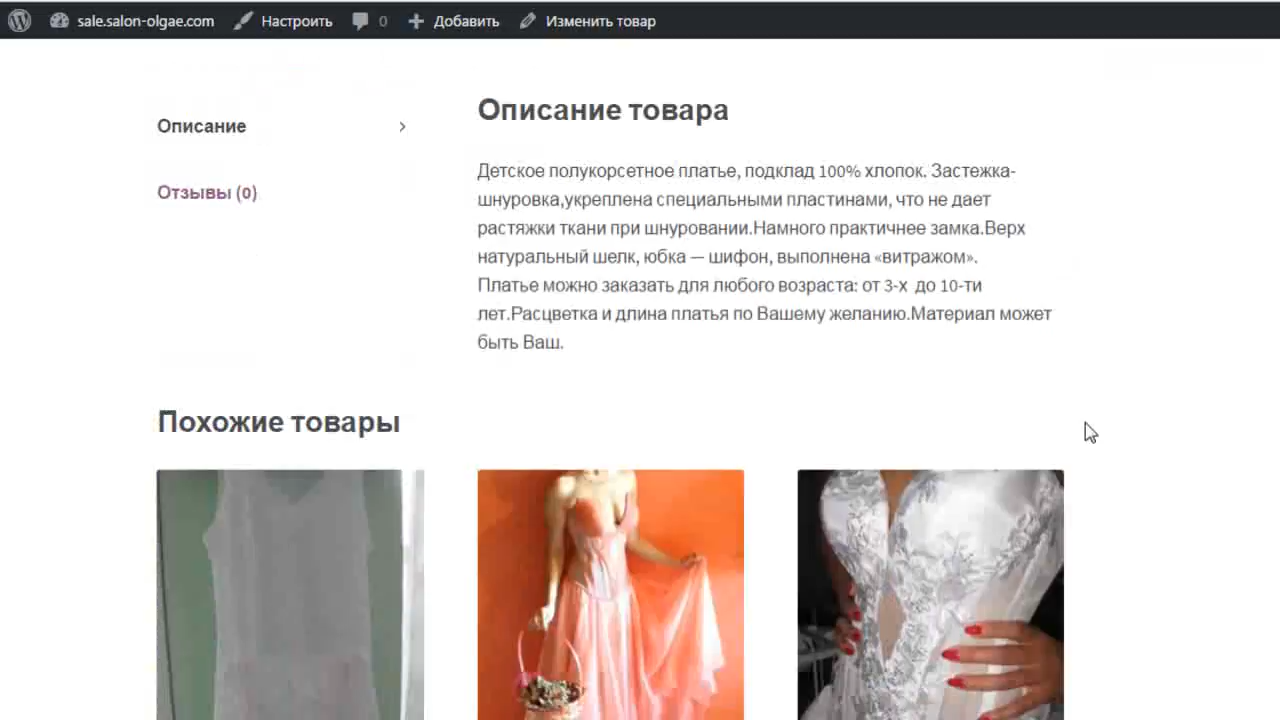 sale.salon-olgae.com Настроить 0 Добавить Изменить товар
Описание
Отзывы (0)
Описание товара
Детское полукорсетное платье, подклад 100% хлопок. Застежка-
шнуровка,укреплена специальными пластинами, что не дает
растяжки ткани при шнуровании.Намного практичнее замка.Верх
натуральный шелк, юбка — шифон, выполнена «витражом».
Платье можно заказать для любого возраста: от 3-х до 10-ти
лет.Расцветка и длина платья по Вашему желанию.Материал может
быть Ваш.
Похожие товары